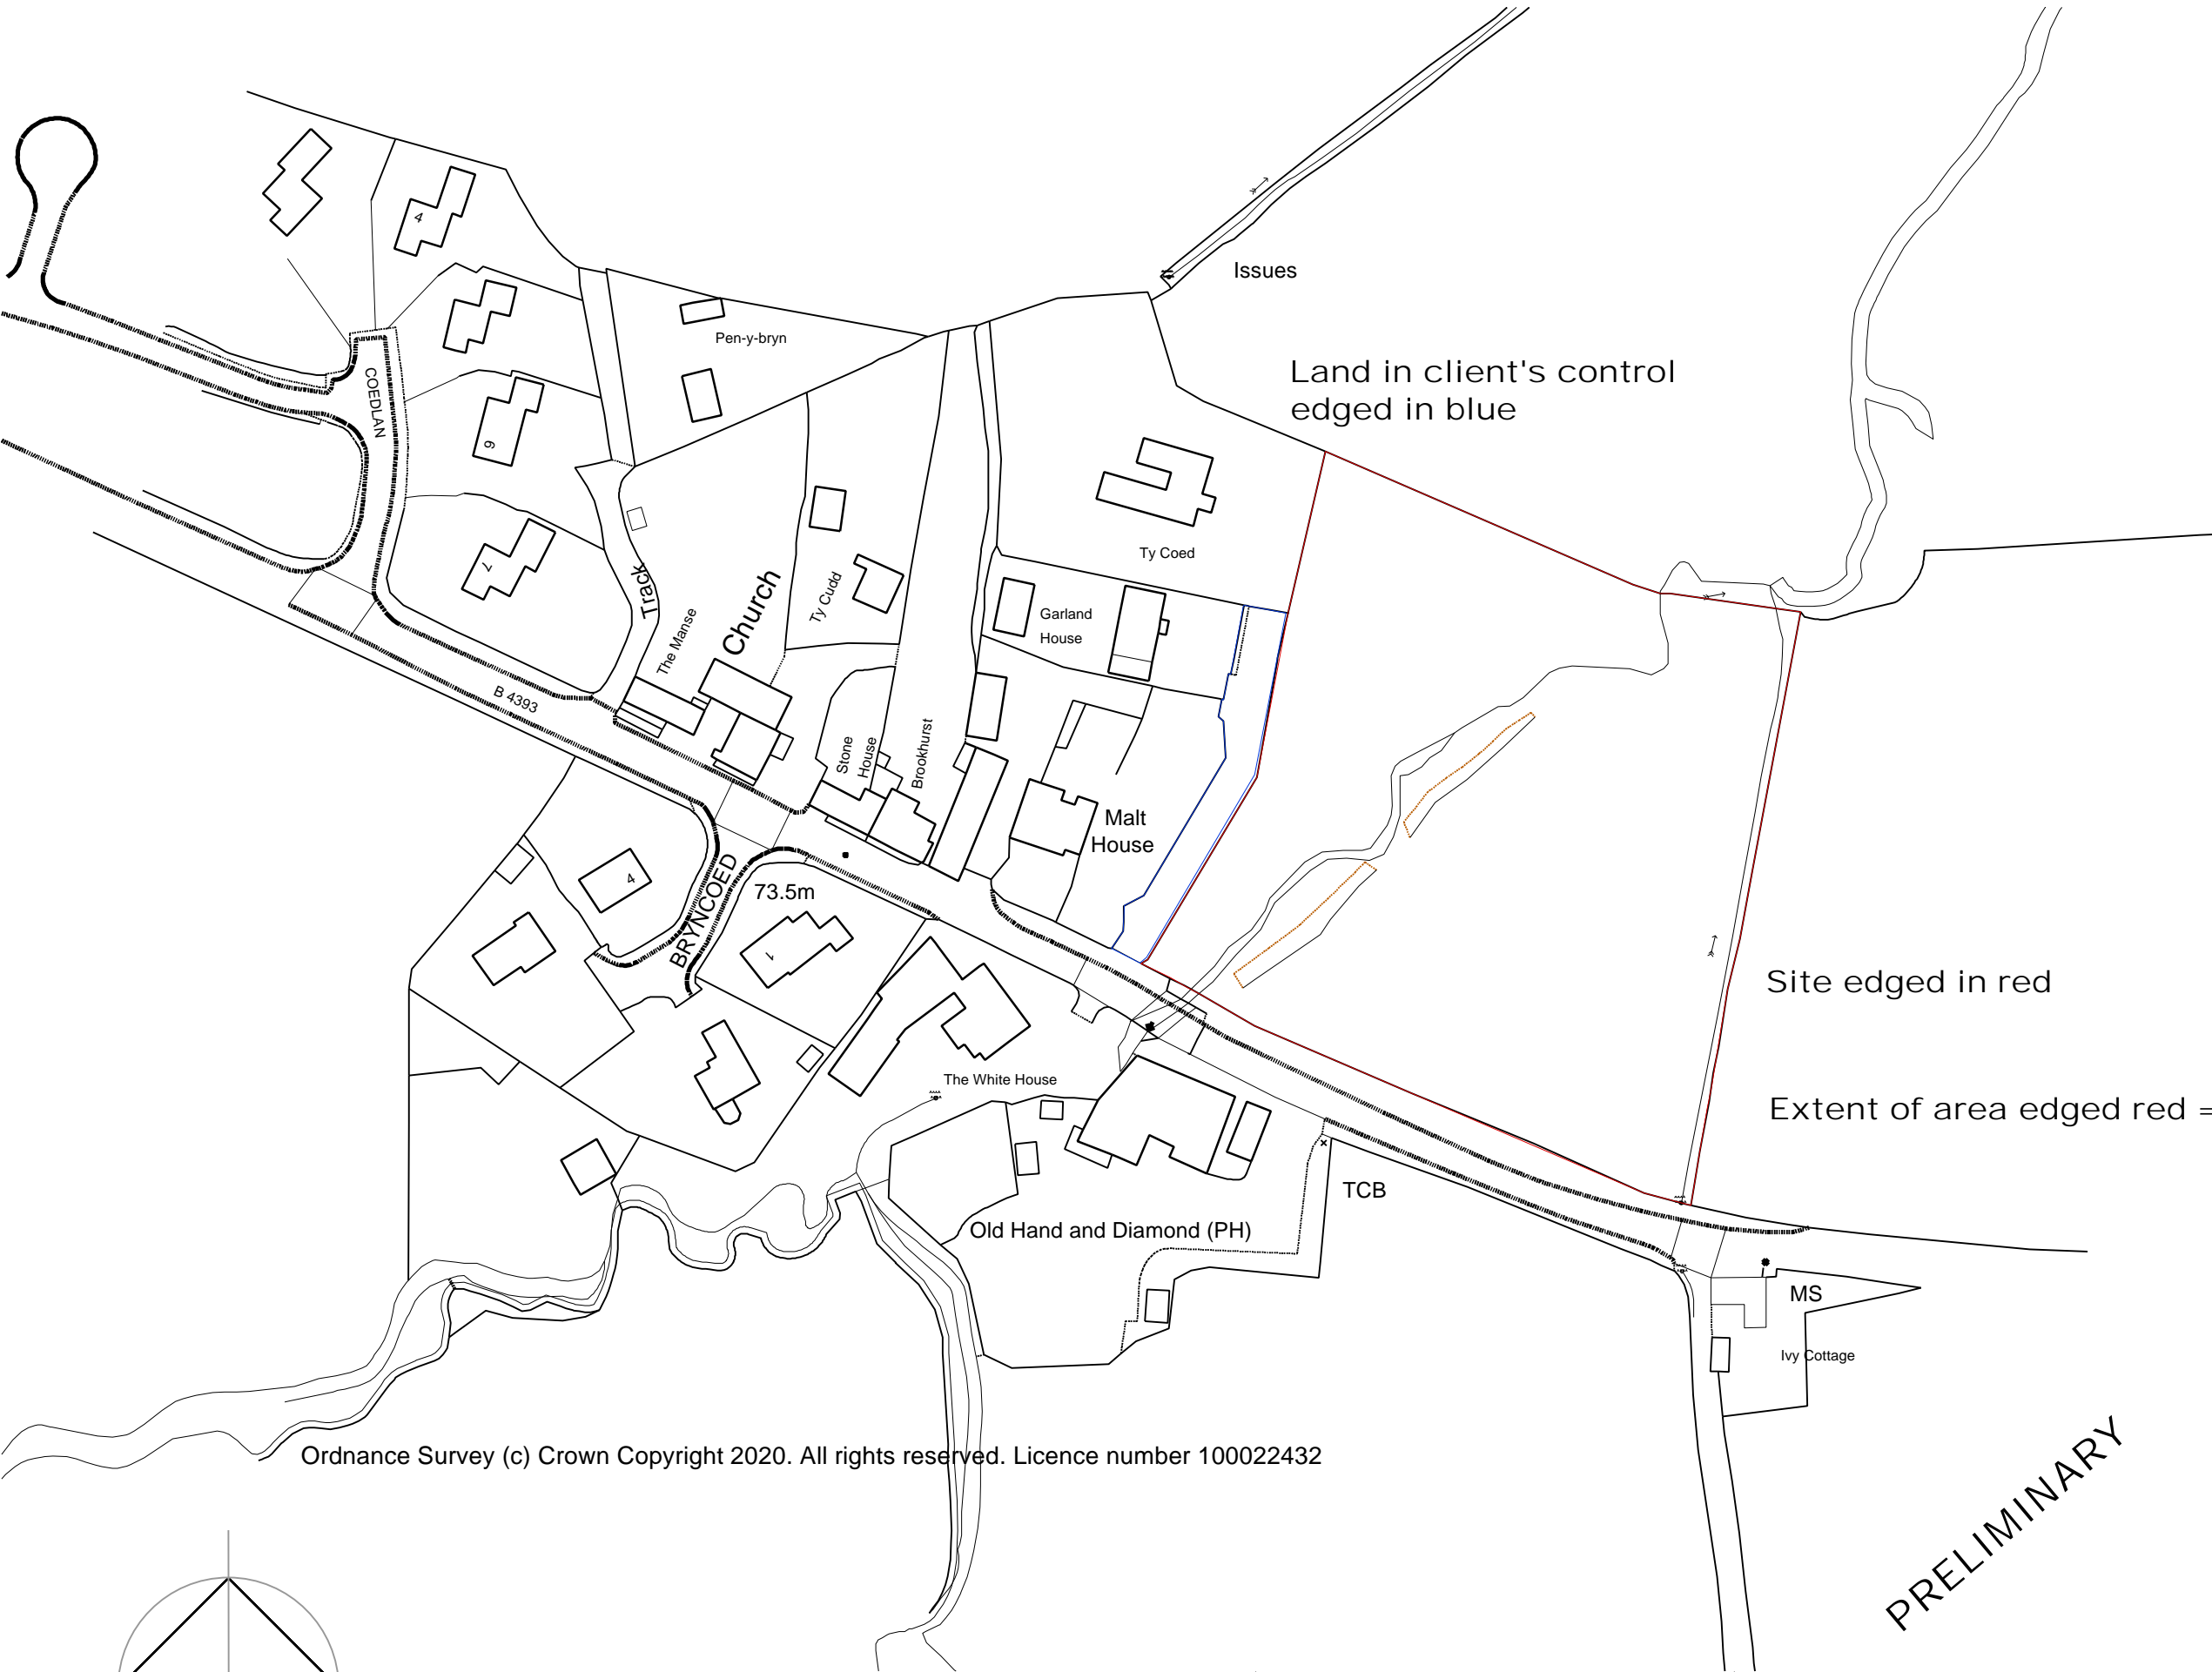 Issues
Land in client's control
edged in blue
4
Pen-y-bryn
COEDLAN
6
7
Track
The Manse
Church
Ty Cudd
Ty Coed
Garland
House
B 4393
Stone
House
Brookhurst
Malt
House
4
BRYNCOED
73.5m
1
Site edged in red
The White House
Extent of area edged red =
TCB
Old Hand and Diamond (PH)
MS
Ivy Cottage
Ordnance Survey (c) Crown Copyright 2020. All rights reserved. Licence number 100022432
PRELIMINARY